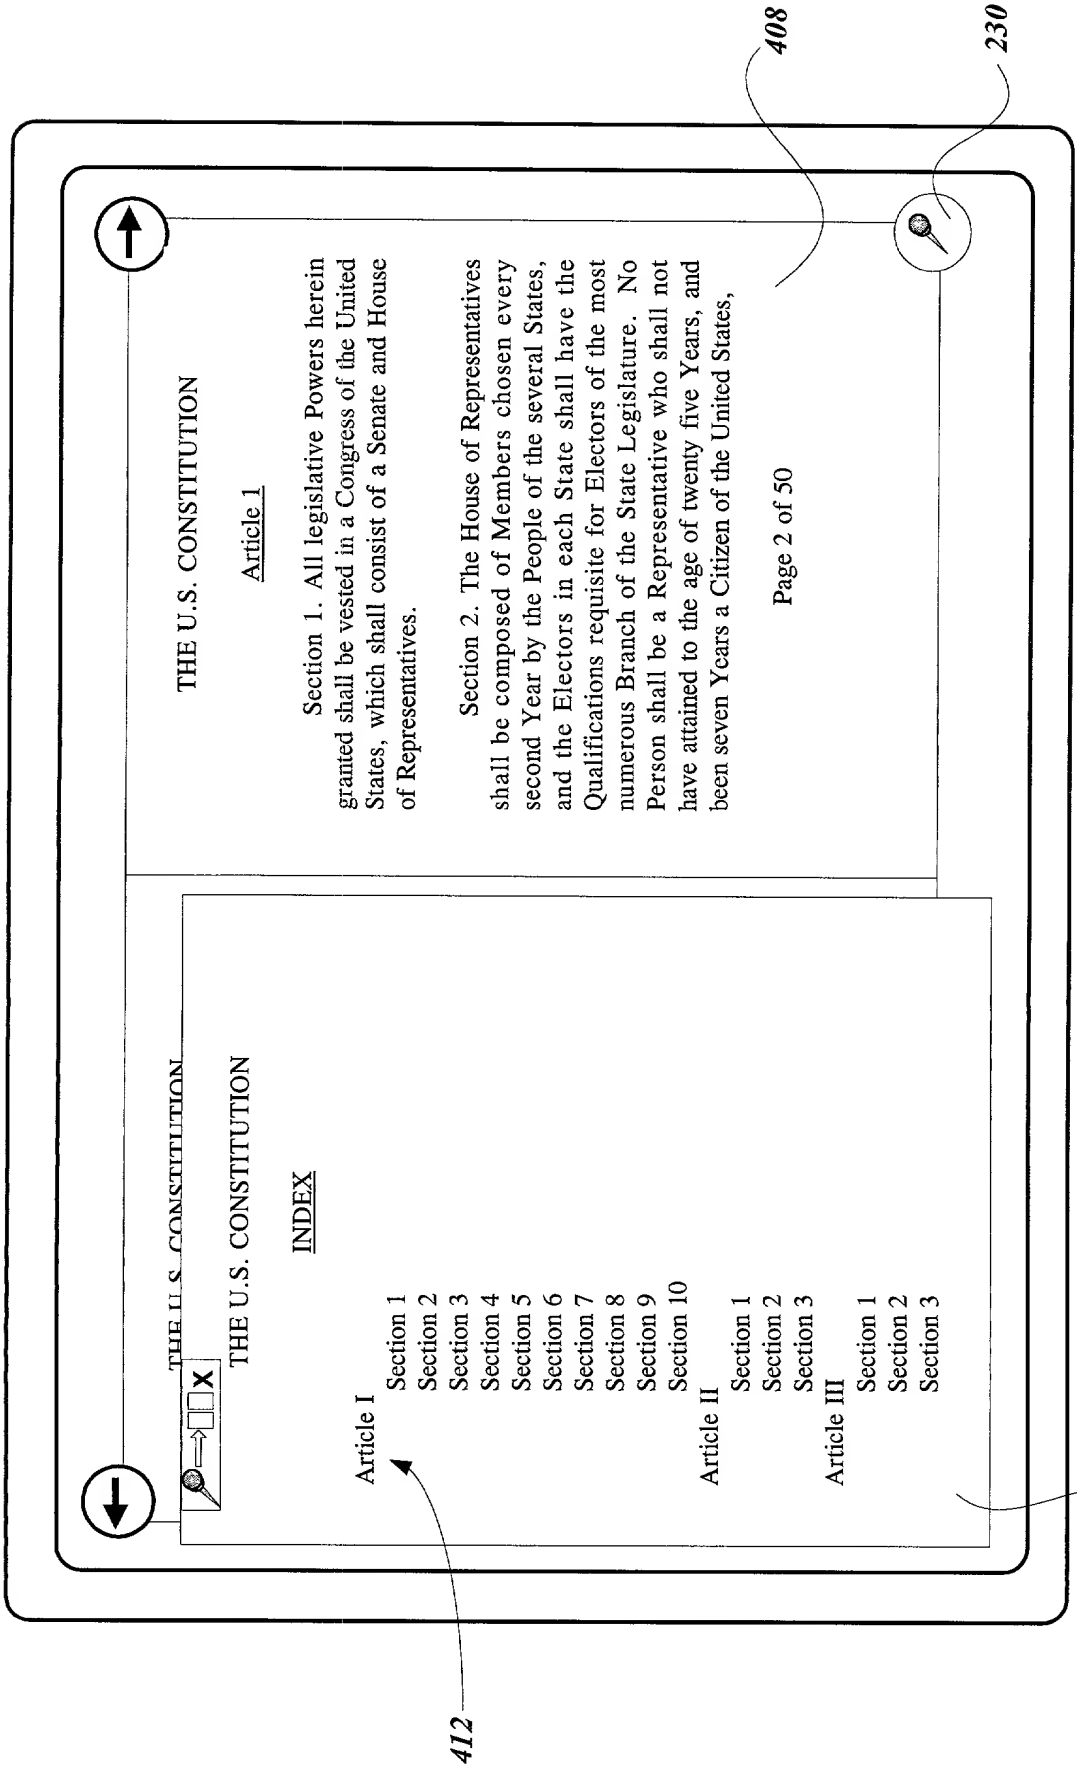 THE U.S. CONSTITUTION
X
THE U.S. CONSTITUTION
INDEX
Article I
Section 1
Section 2
Section 3
Section 4
Section 5
Section 6
Section 7
Section 8
Section 9
Section 10
Article II
Section 1
Section 2
Section 3
Article III
Section 1
Section 2
Section 3
412
THE U.S. CONSTITUTION
Article 1
Section 1. All legislative Powers herein
granted shall be vested in a Congress of the United
States, which shall consist of a Senate and House
of Representatives.
Section 2. The House of Representatives
shall be composed of Members chosen every
second Year by the People of the several States,
and the Electors in each State shall have the
Qualifications requisite for Electors of the most
numerous Branch of the State Legislature. No
Person shall be a Representative who shall not
have attained to the age of twenty five Years, and
been seven Years a Citizen of the United States,
Page 2 of 50
408
230